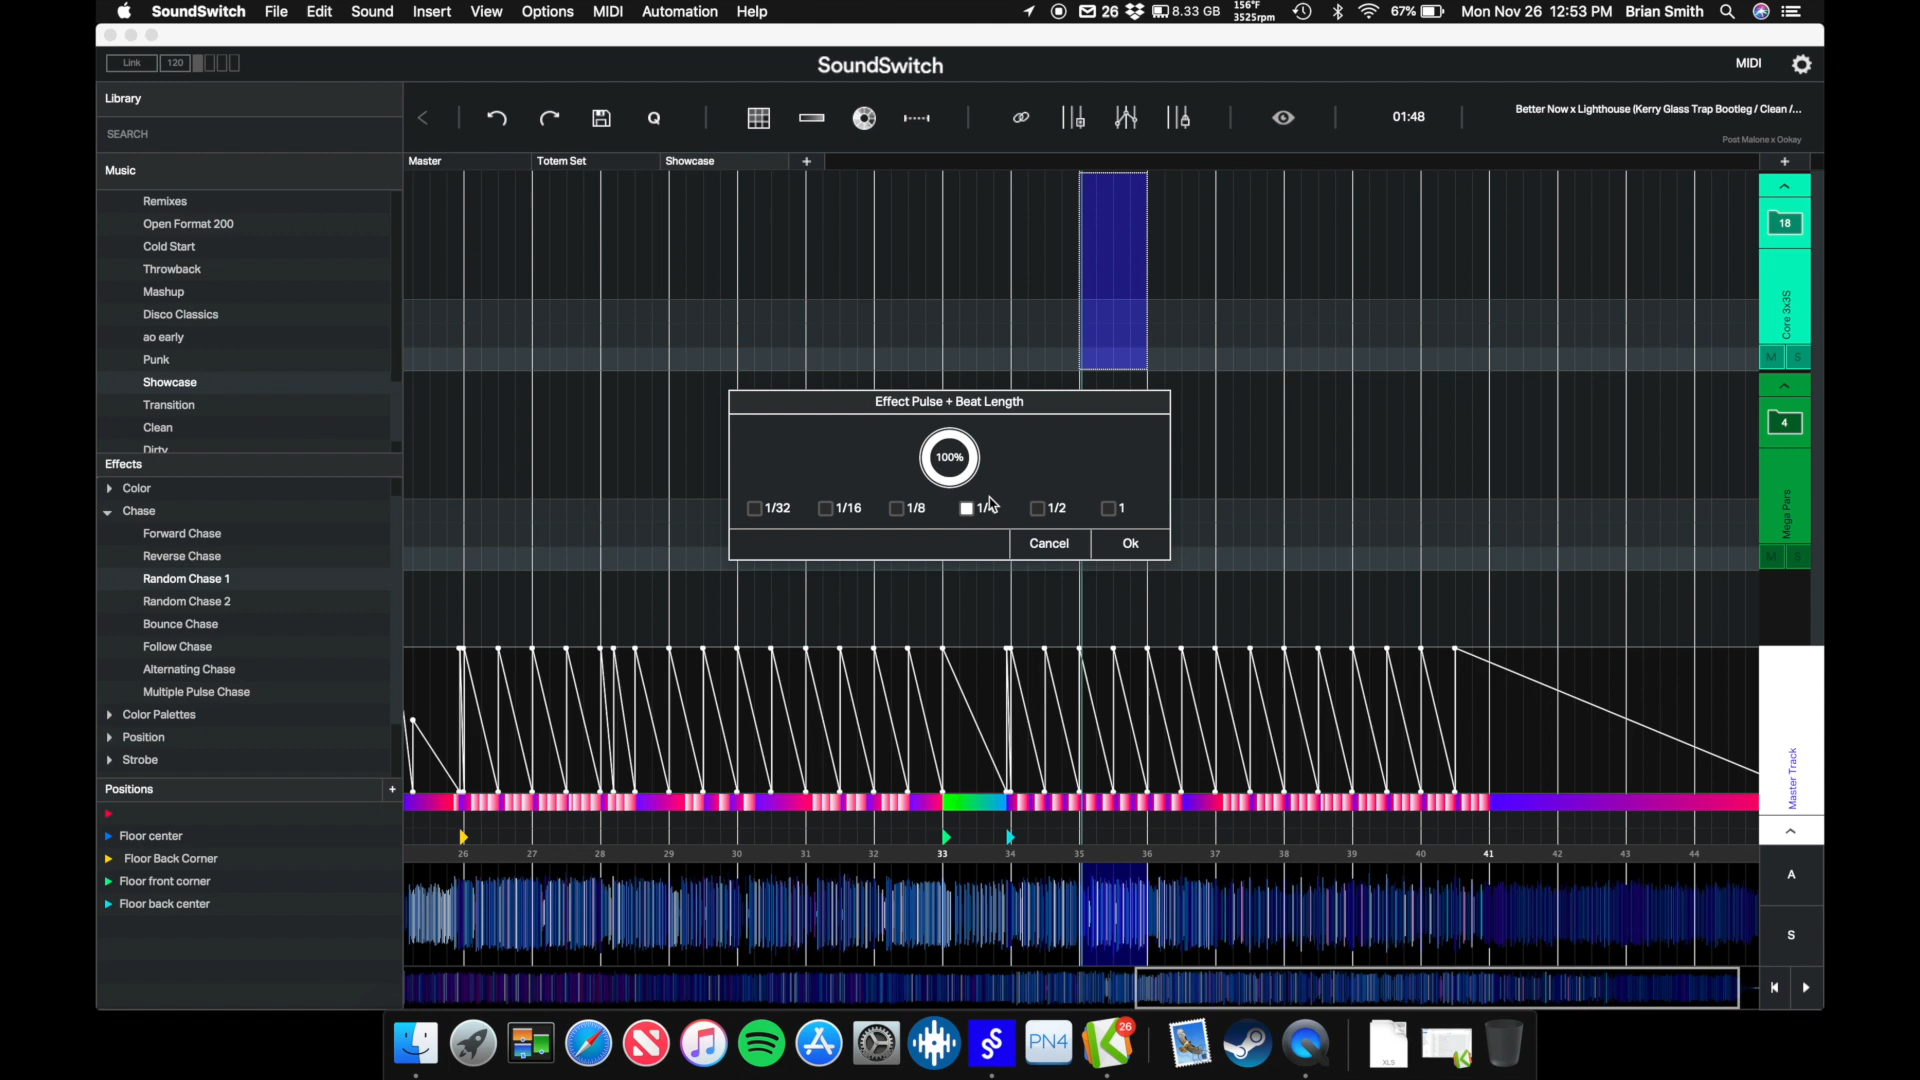 SoundSwitch File Edit Sound Insert View Options MIDI Automation Help 26 8.33 GB 156°F 3525rpm 67% Mon Nov 26 12:53 PM Brian Smith
Link 120 SoundSwitch MIDI
Library
SEARCH
Q 01:48 Better Now x Lighthouse (Kerry Glass Trap Bootleg / Clean /...
Post Malone x Ookay
Master Totem Set Showcase +
+
Music
Remixes
Open Format 200
Cold Start
Throwback
Mashup
Disco Classics
ao early
Punk
Showcase
Transition
Clean
Dirty
18
Core 3x3S
M S
4
Mega Pars
M S
Effect Pulse + Beat Length
100%
1/32 1/16 1/8 1/ 1/2 1
Cancel Ok
Effects
Color
Chase
Forward Chase
Reverse Chase
Random Chase 1
Random Chase 2
Bounce Chase
Follow Chase
Alternating Chase
Multiple Pulse Chase
Color Palettes
Position
Strobe
Positions +
Floor center
Floor Back Corner
Floor front corner
Floor back center
Master Track
26 27 28 29 30 31 32 33 34 35 36 37 38 39 40 41 42 43 44
A
S
PN4 26 XLS